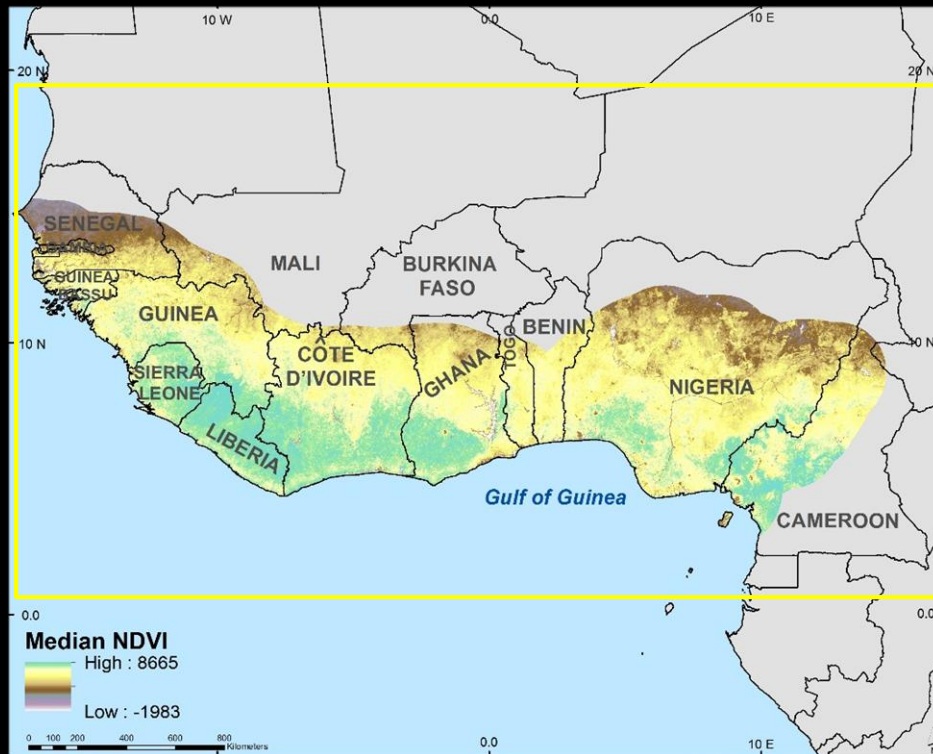 10 W
0.0
10 E
20 N
20 N
SENEGAL
GUINEA
BISSU
MALI
BURKINA
FASO
GUINEA
BENIN
TOGO
10 N
10 N
CÔTE
D'IVOIRE
GHANA
SIERRA
LEONE
NIGERIA
LIBERIA
Gulf of Guinea
CAMEROON
0.0
0.0
Median NDVI
High : 8665
Low : -1983
0 100 200 400 600 800
Kilometers
0.0
10 E